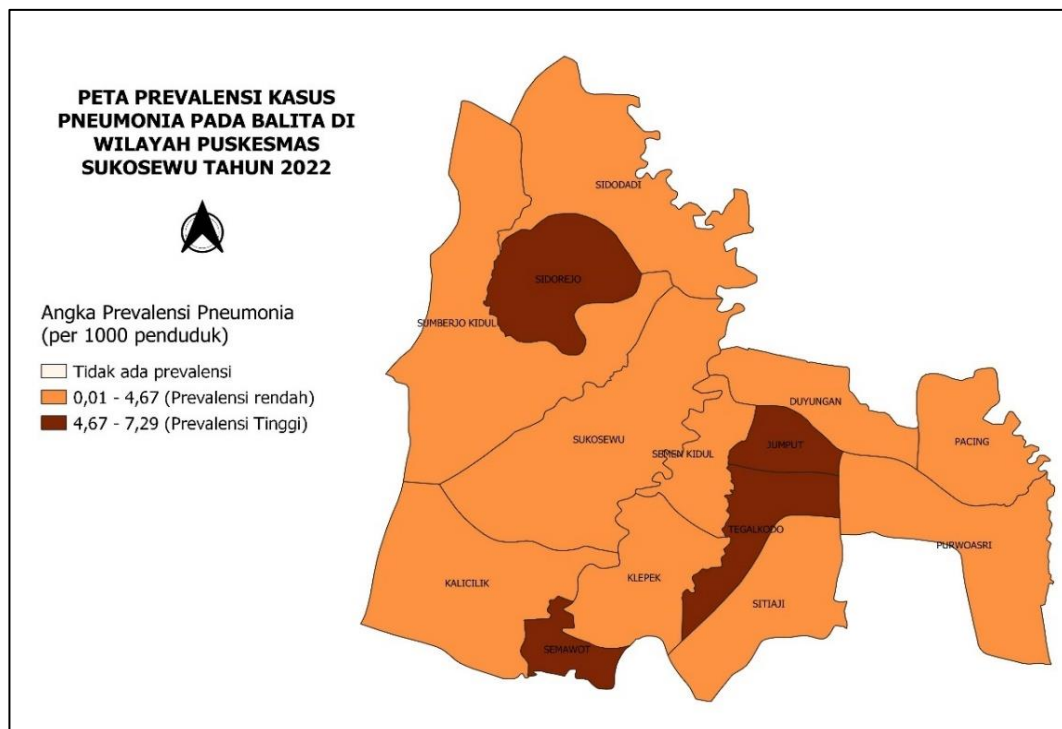 PETA PREVALENSI KASUS
PNEUMONIA PADA BALITA DI
WILAYAH PUSKESMAS
SUKOSEWU TAHUN 2022
Angka Prevalensi Pneumonia
(per 1000 penduduk)
Tidak ada prevalensi
0,01 - 4,67 (Prevalensi rendah)
4,67 - 7,29 (Prevalensi Tinggi)
SIDODADI
SIDOREJO
SUMBERJO KIDUL
DUYUNGAN
SUKOSEWU
SEMEN KIDUL
JUMPUT
PACING
TEGALKODO
PURWOASRI
KALICILIK
KLEPEK
SITIAJI
SEMAWOT